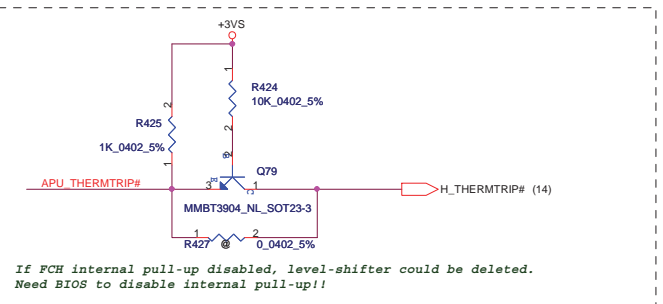 +3VS
1
2
R424
10K_0402_5%
R425
1K_0402_5%
2
1
@
2
Q79
APU_THERMTRIP#
3
1
H_THERMTRIP# (14)
MMBT3904_NL_SOT23-3
1
2
R427
@
0_0402_5%
If FCH internal pull-up disabled, level-shifter could be deleted.
Need BIOS to disable internal pull-up!!